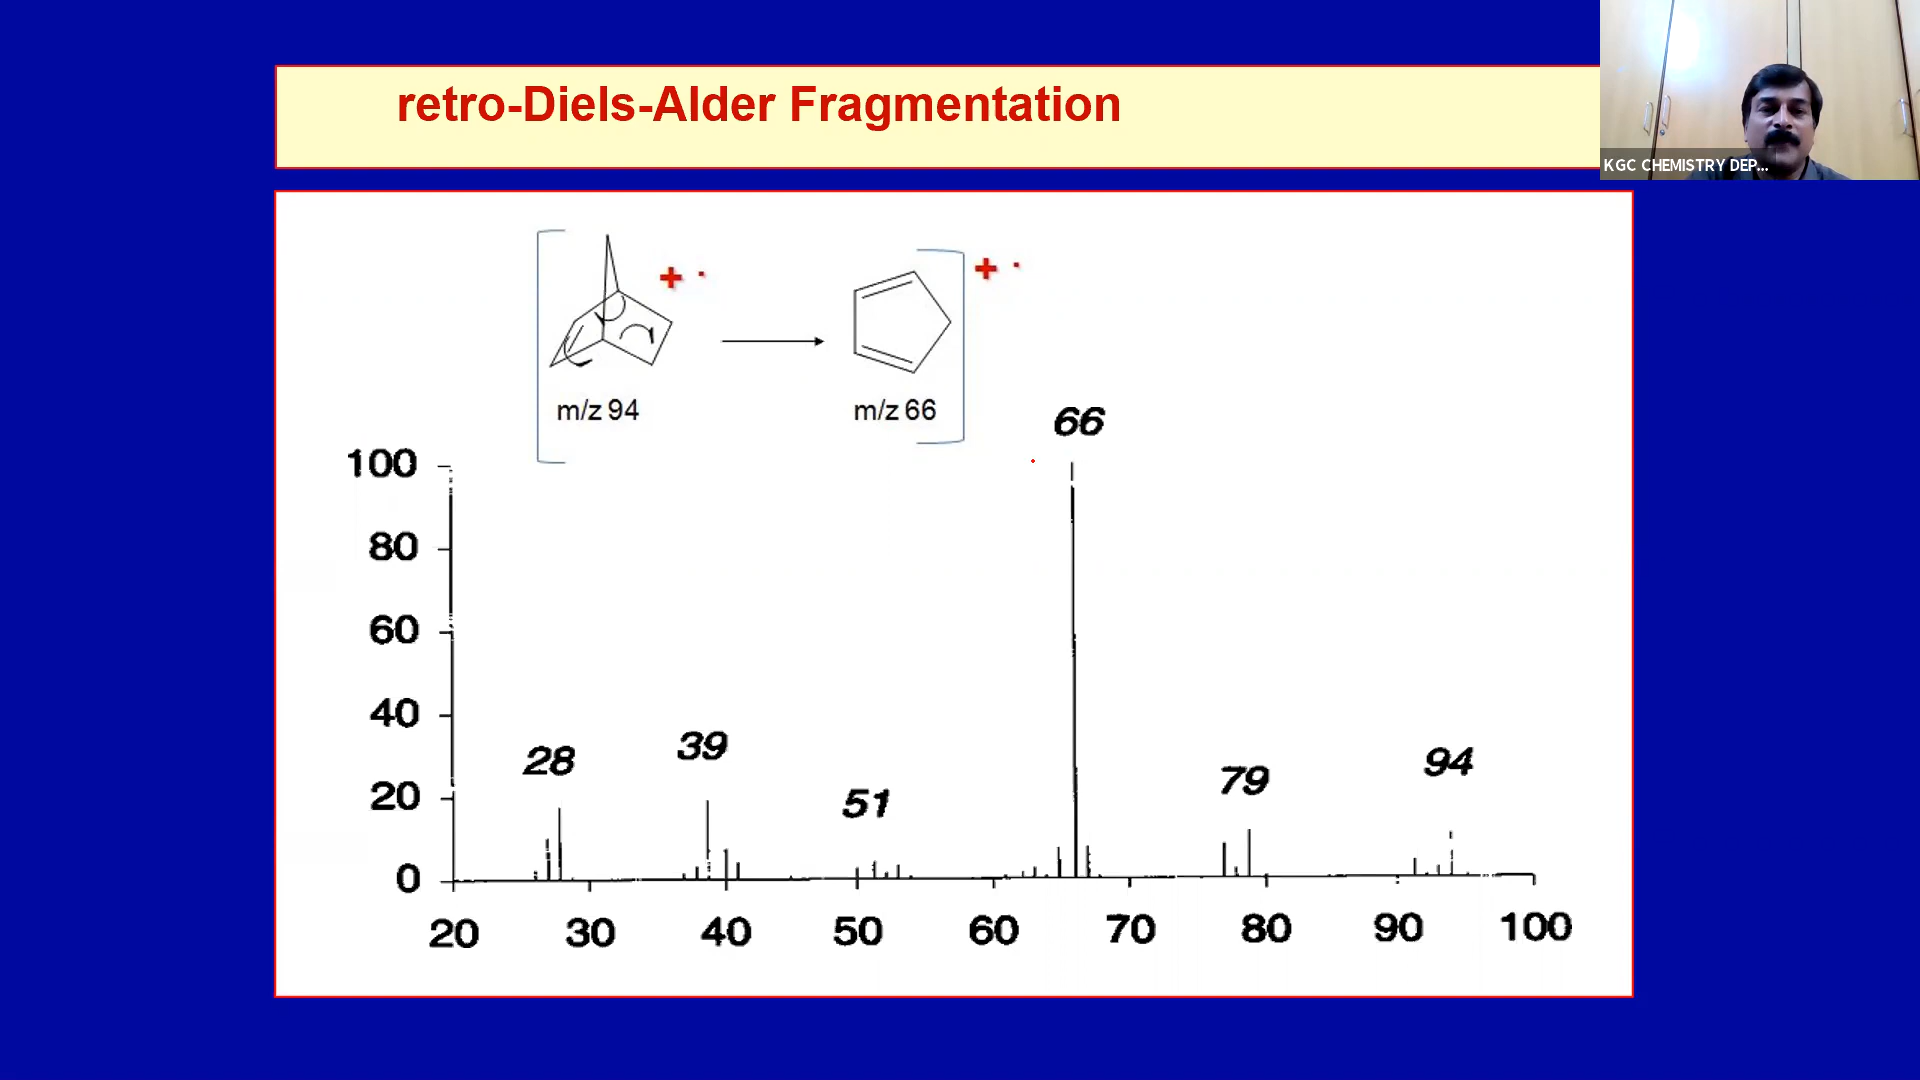 retro-Diels-Alder Fragmentation
KGC CHEMISTRY DEP...
+ ·
+ ·
m/z 94
m/z 66
66
100
80
60
40
20
0
28
39
51
79
94
20 30 40 50 60 70 80 90 100